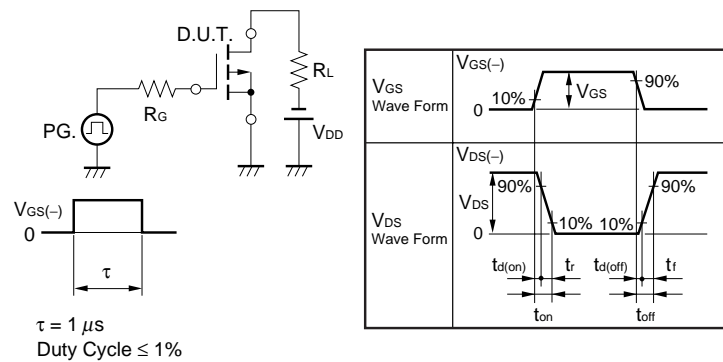 D.U.T.
RL
RG
PG.
VDD
VGS(−)
0
τ
τ = 1 μs
Duty Cycle ≤ 1%
VGS
Wave Form
VGS(−)
10%
VGS
90%
0
VDS
Wave Form
VDS(−)
90%
VDS
10%
10%
90%
0
td(on)
tr
td(off)
tf
ton
toff